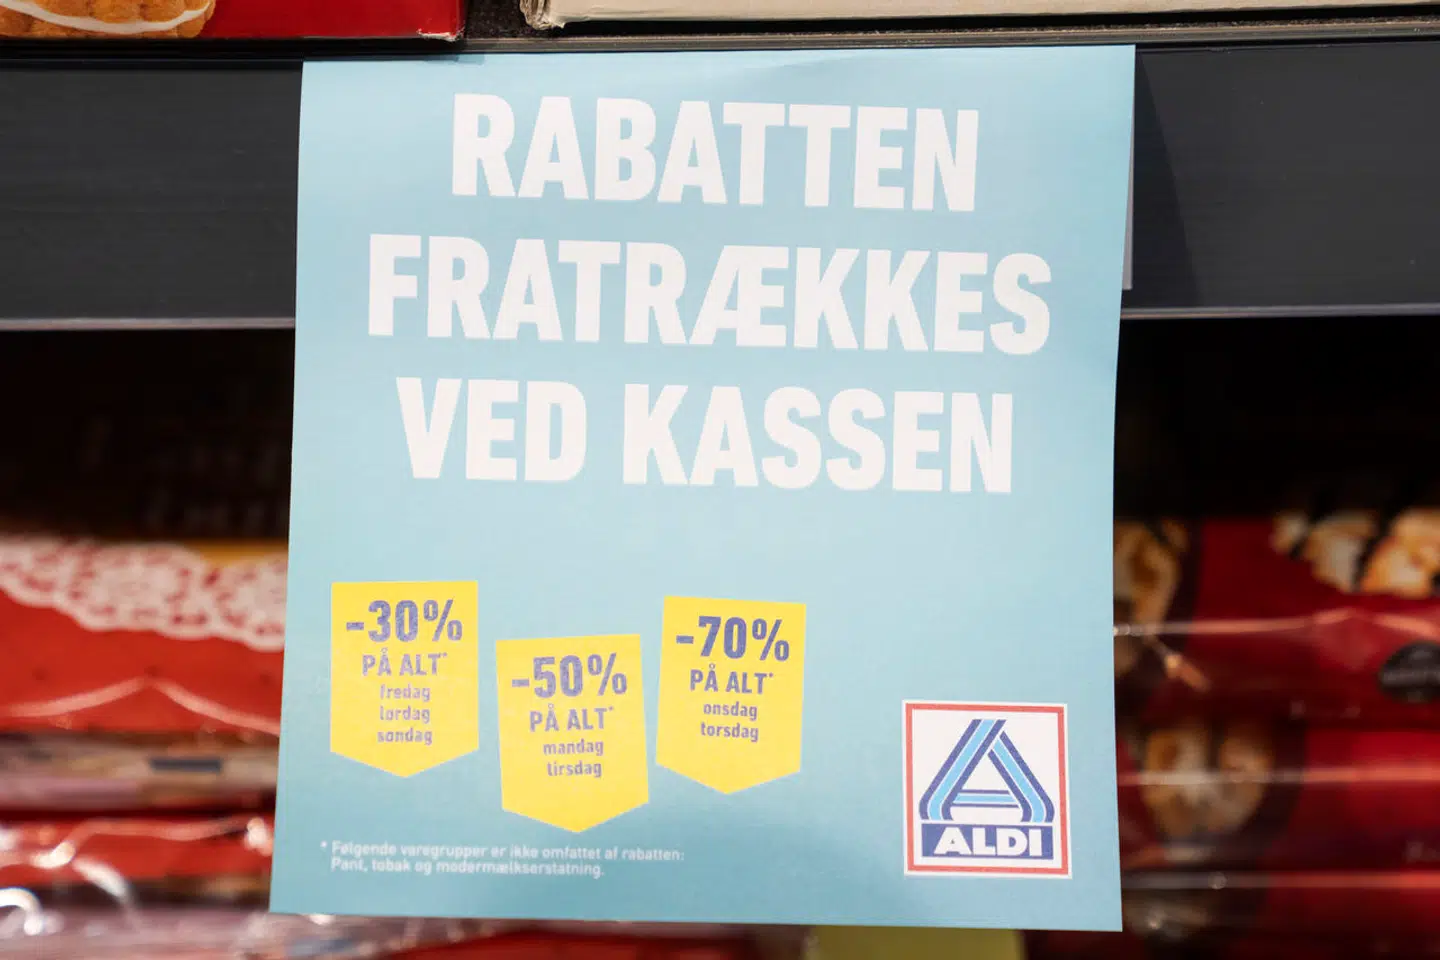 RABATTEN
FRATRÆKKES
VED KASSEN
-30%
PÅ ALT*
fredag
lørdag
søndag
-50%
PÅ ALT*
mandag
tirsdag
-70%
PÅ ALT*
onsdag
torsdag
* Følgende varegrupper er ikke omfattet af rabatten:
Pant, tobak og modermælkserstatning.
ALDI